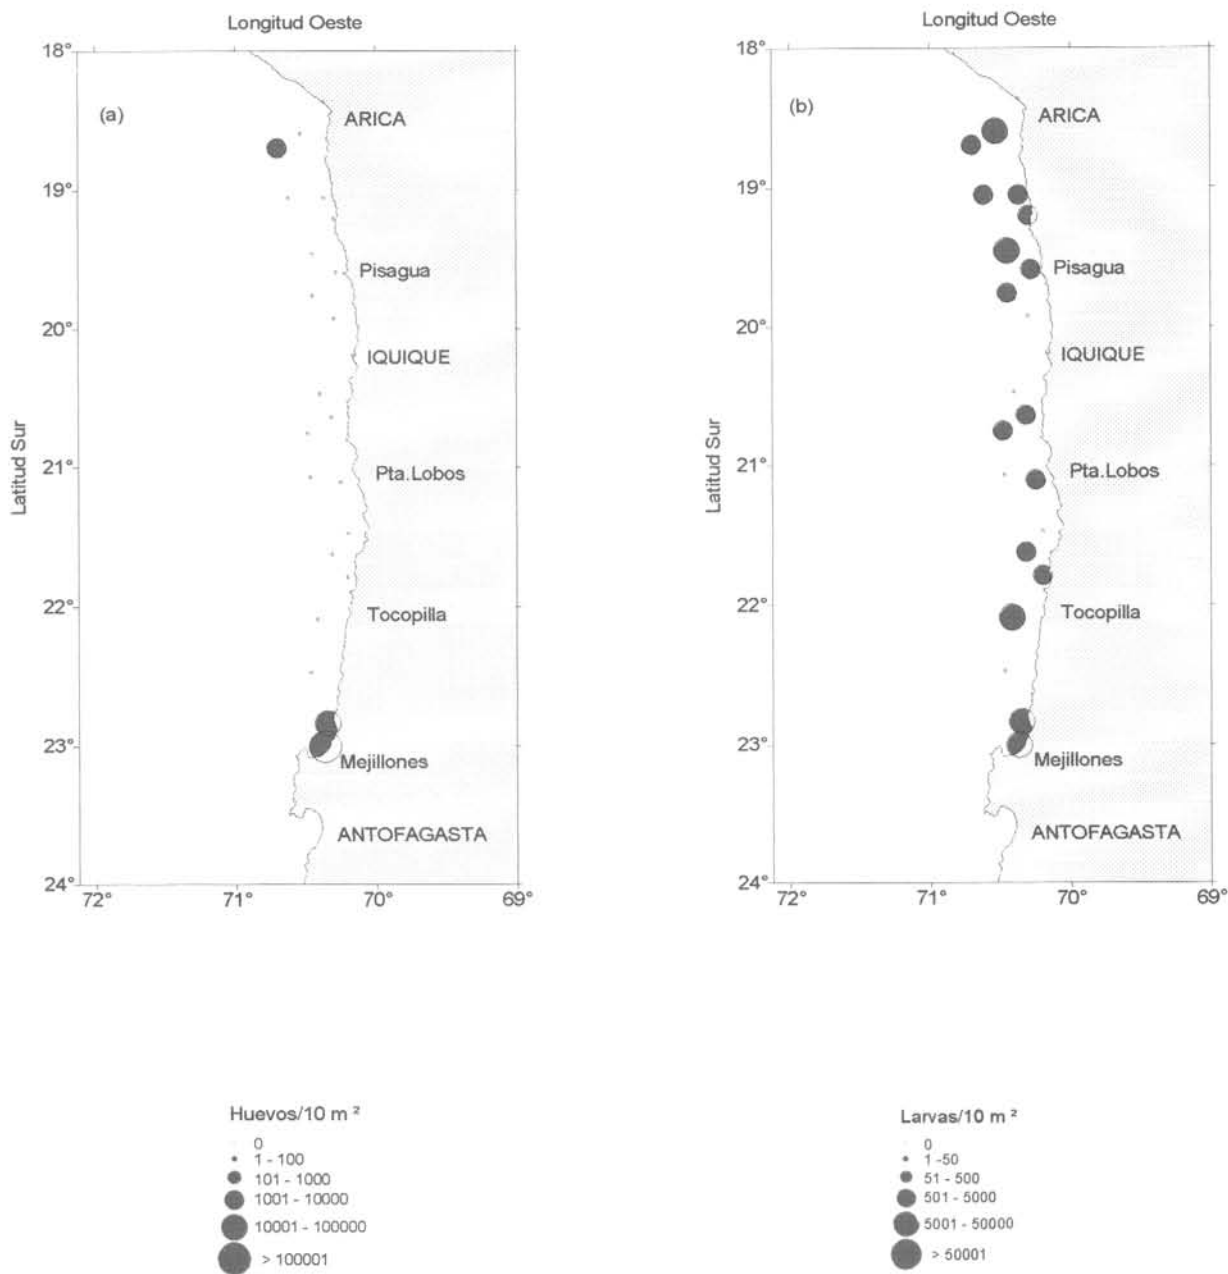 Longitud Oeste
18°
(a)
ARICA
19°
Pisagua
20°
IQUIQUE
Latitud Sur
21°
Pta.Lobos
22°
Tocopilla
23°
Mejillones
ANTOFAGASTA
24°
72°
71°
70°
69°
Huevos/10 m ²
0
1 - 100
101 - 1000
1001 - 10000
10001 - 100000
> 100001
Longitud Oeste
18°
(b)
ARICA
19°
Pisagua
20°
IQUIQUE
Latitud Sur
21°
Pta.Lobos
22°
Tocopilla
23°
Mejillones
ANTOFAGASTA
24°
72°
71°
70°
69°
Larvas/10 m ²
0
1 -50
51 - 500
501 - 5000
5001 - 50000
> 50001